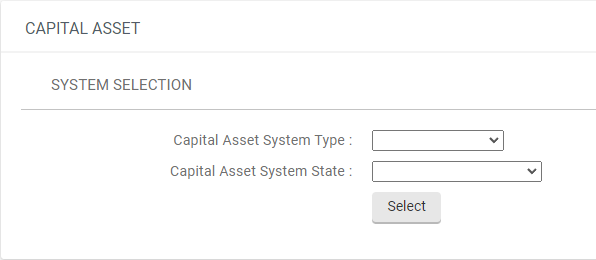 CAPITAL ASSET
SYSTEM SELECTION
Capital Asset System Type :
Capital Asset System State :
Select